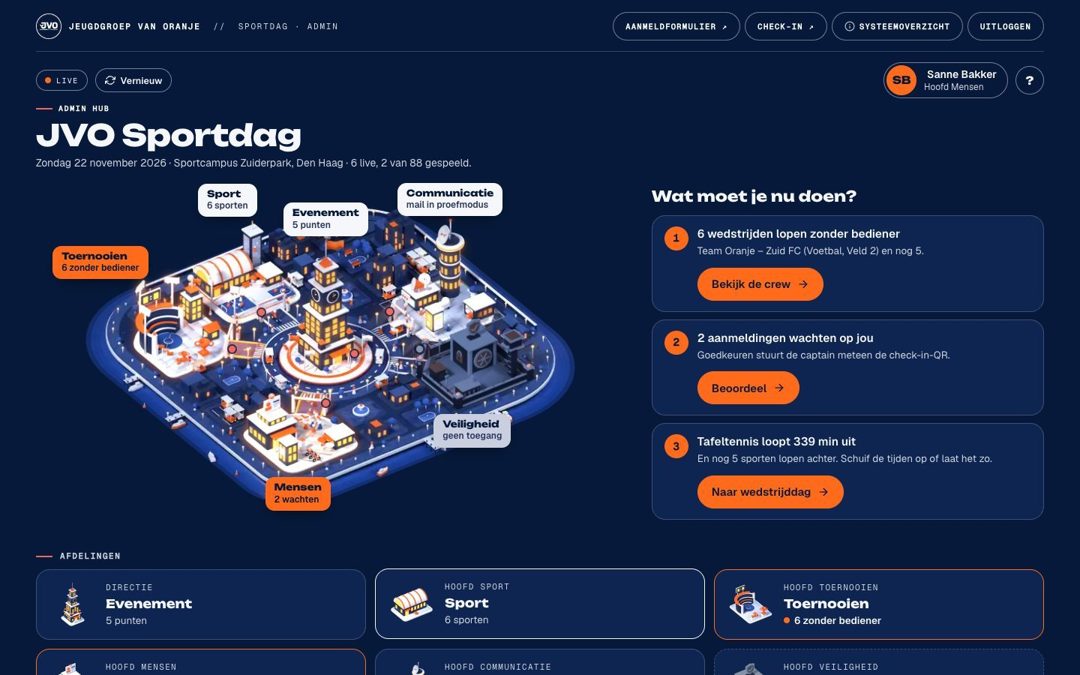 JVO JEUGDGROEP VAN ORANJE // SPORTDAG · ADMIN
AANMELDFORMULIER ↗
CHECK-IN ↗
SYSTEEMOVERZICHT
UITLOGGEN
LIVE
Vernieuw
SB
Sanne Bakker
Hoofd Mensen
?
ADMIN HUB
JVO Sportdag
Zondag 22 november 2026 · Sportcampus Zuiderpark, Den Haag · 6 live, 2 van 88 gespeeld.
Sport
6 sporten
Communicatie
mail in proefmodus
Evenement
5 punten
Toernooien
6 zonder bediener
Veiligheid
geen toegang
Mensen
2 wachten
Wat moet je nu doen?
1
6 wedstrijden lopen zonder bediener
Team Oranje – Zuid FC (Voetbal, Veld 2) en nog 5.
Bekijk de crew →
2
2 aanmeldingen wachten op jou
Goedkeuren stuurt de captain meteen de check-in-QR.
Beoordeel →
3
Tafeltennis loopt 339 min uit
En nog 5 sporten lopen achter. Schuif de tijden op of laat het zo.
Naar wedstrijddag →
AFDELINGEN
DIRECTIE
Evenement
5 punten
HOOFD SPORT
Sport
6 sporten
HOOFD TOERNOOIEN
Toernooien
6 zonder bediener
HOOFD MENSEN
HOOFD COMMUNICATIE
HOOFD VEILIGHEID